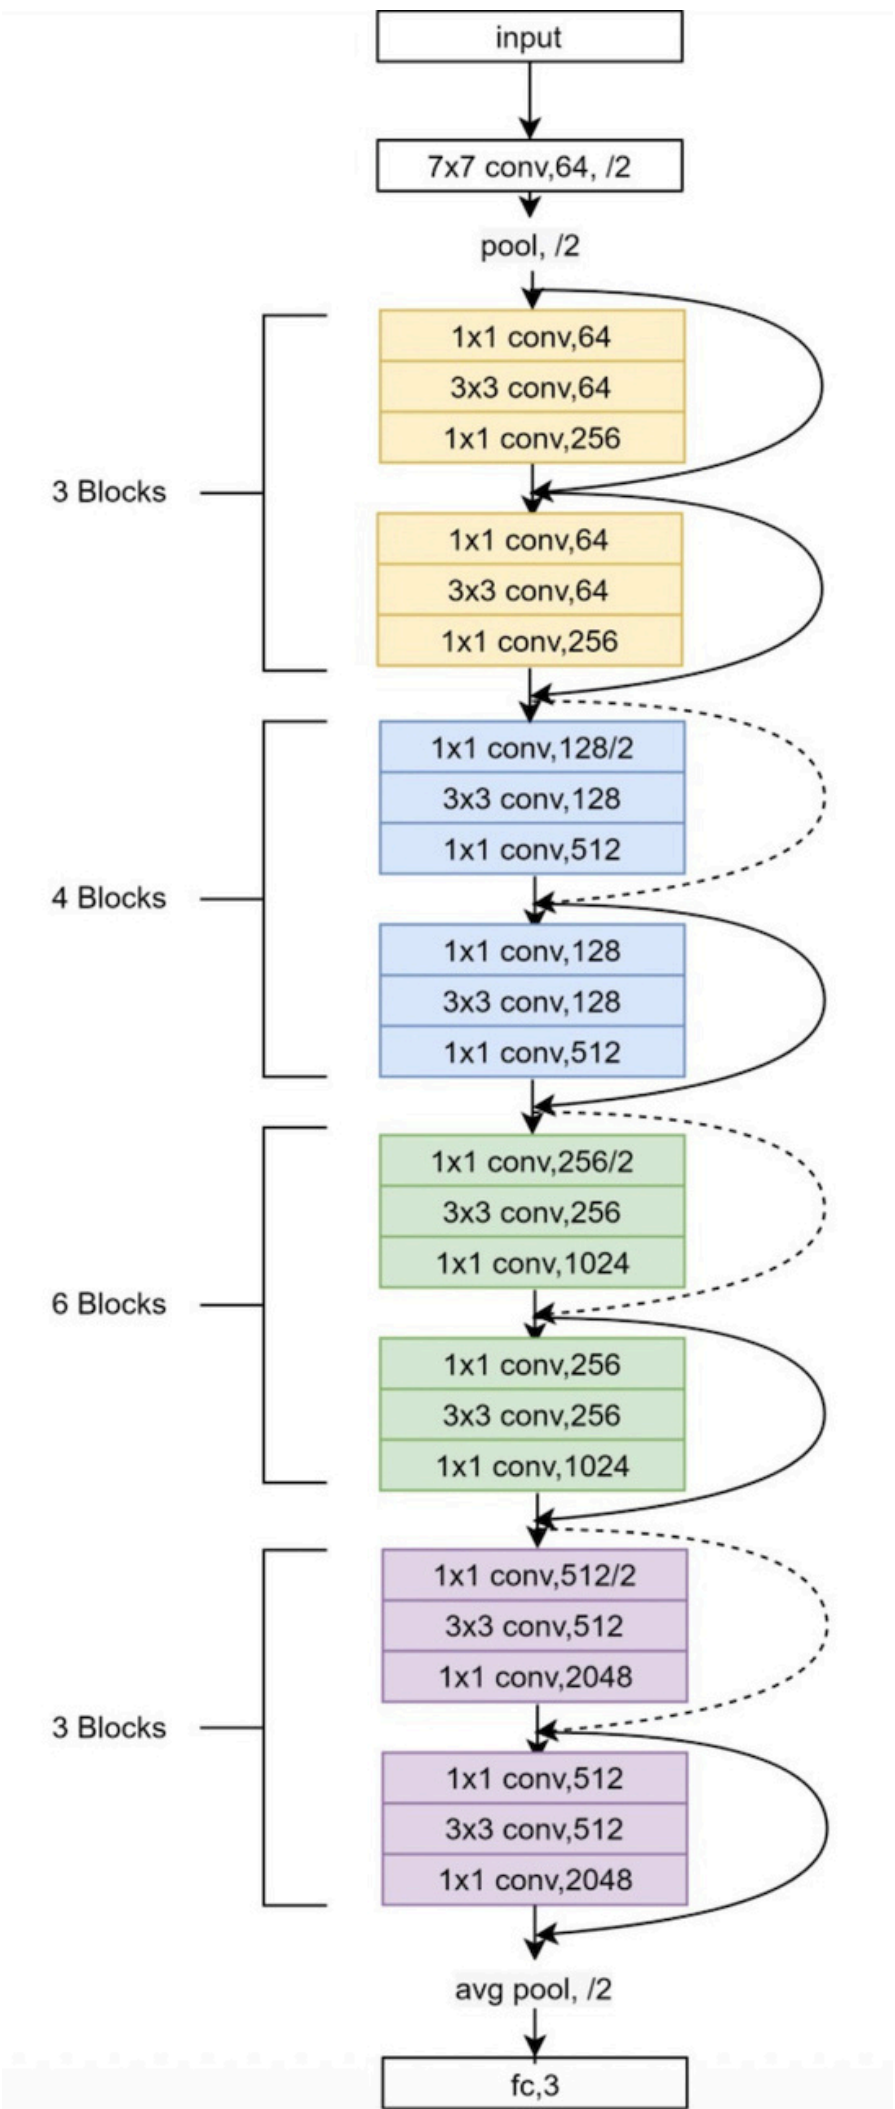 input
7x7 conv,64, /2
pool, /2
1x1 conv,64
3x3 conv,64
1x1 conv,256
3 Blocks
1x1 conv,64
3x3 conv,64
1x1 conv,256
1x1 conv,128/2
3x3 conv,128
1x1 conv,512
4 Blocks
1x1 conv,128
3x3 conv,128
1x1 conv,512
1x1 conv,256/2
3x3 conv,256
1x1 conv,1024
6 Blocks
1x1 conv,256
3x3 conv,256
1x1 conv,1024
1x1 conv,512/2
3x3 conv,512
1x1 conv,2048
3 Blocks
1x1 conv,512
3x3 conv,512
1x1 conv,2048
avg pool, /2
fc,3